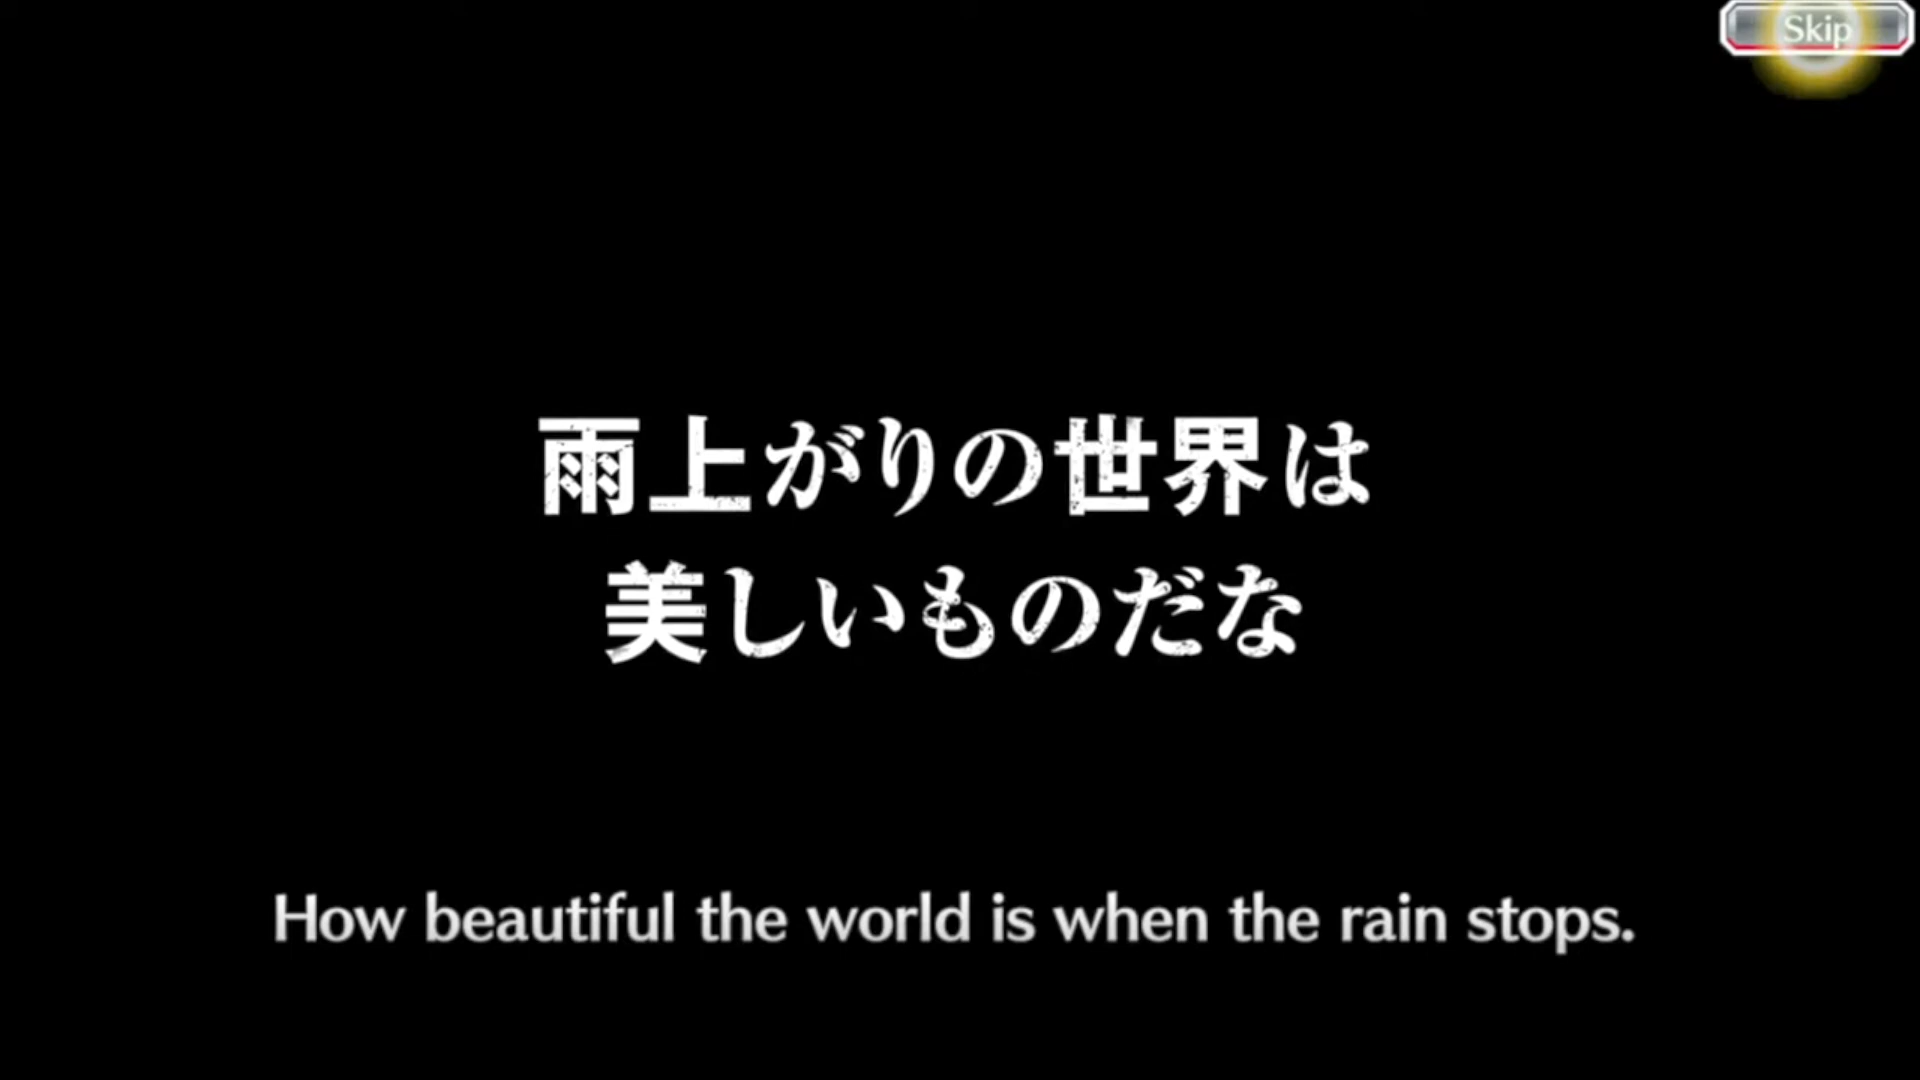 Skip
雨上がりの世界は
美しいものだな
How beautiful the world is when the rain stops.